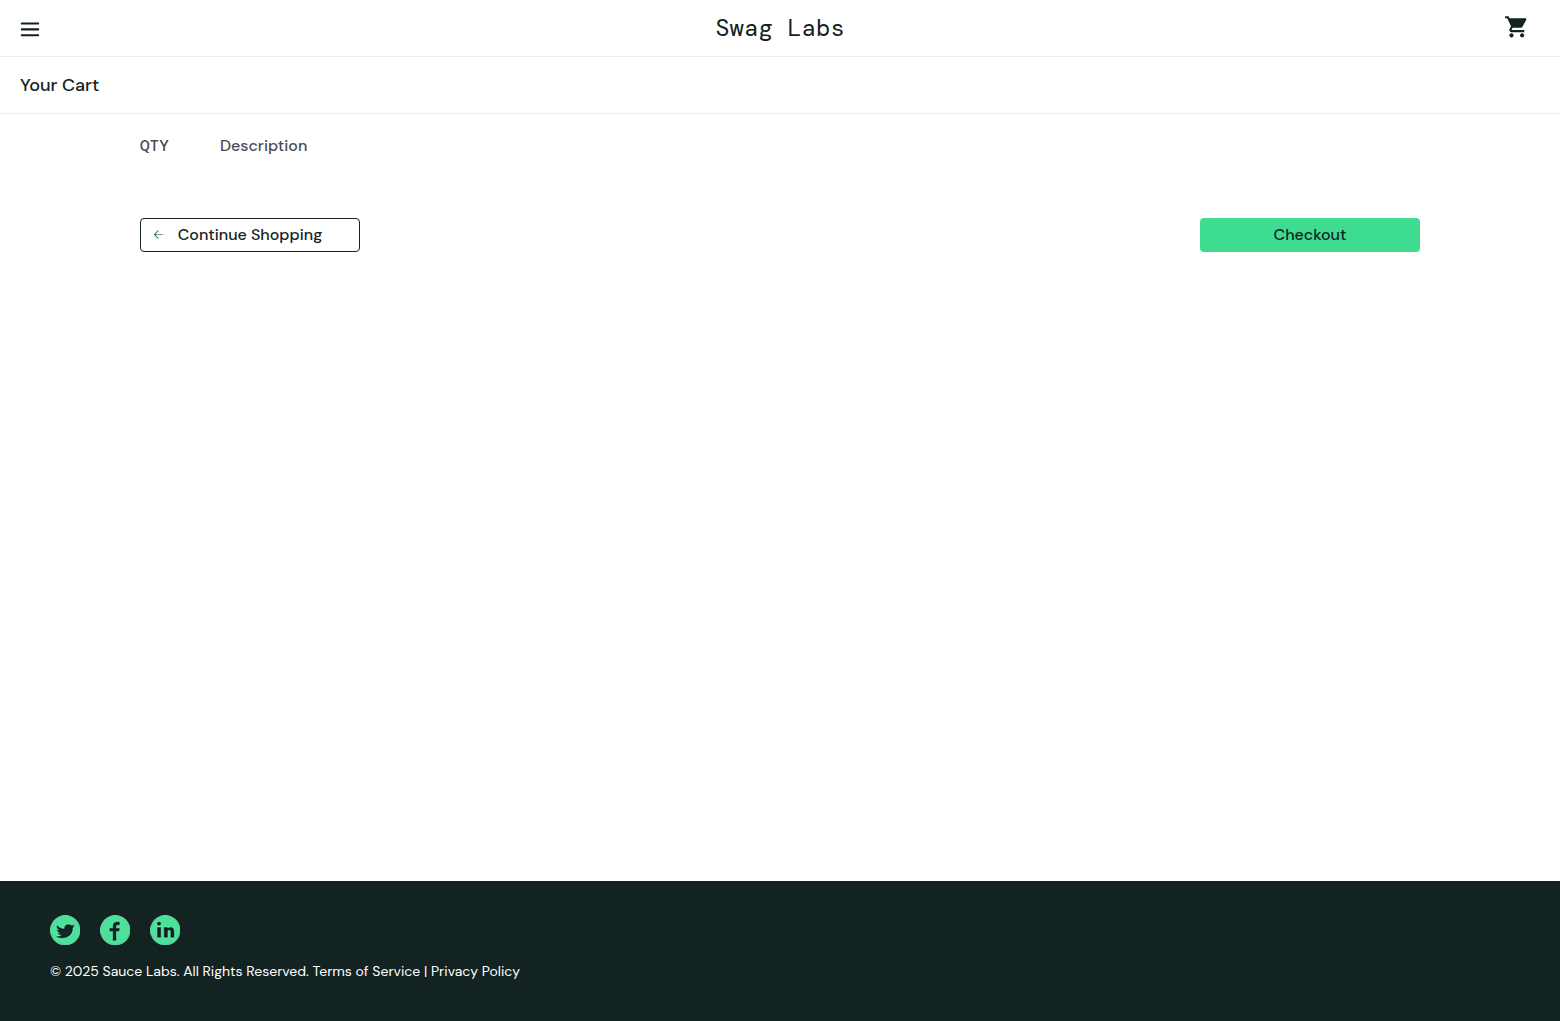 Swag Labs
Your Cart
QTY Description
Continue Shopping Checkout
© 2025 Sauce Labs. All Rights Reserved. Terms of Service | Privacy Policy